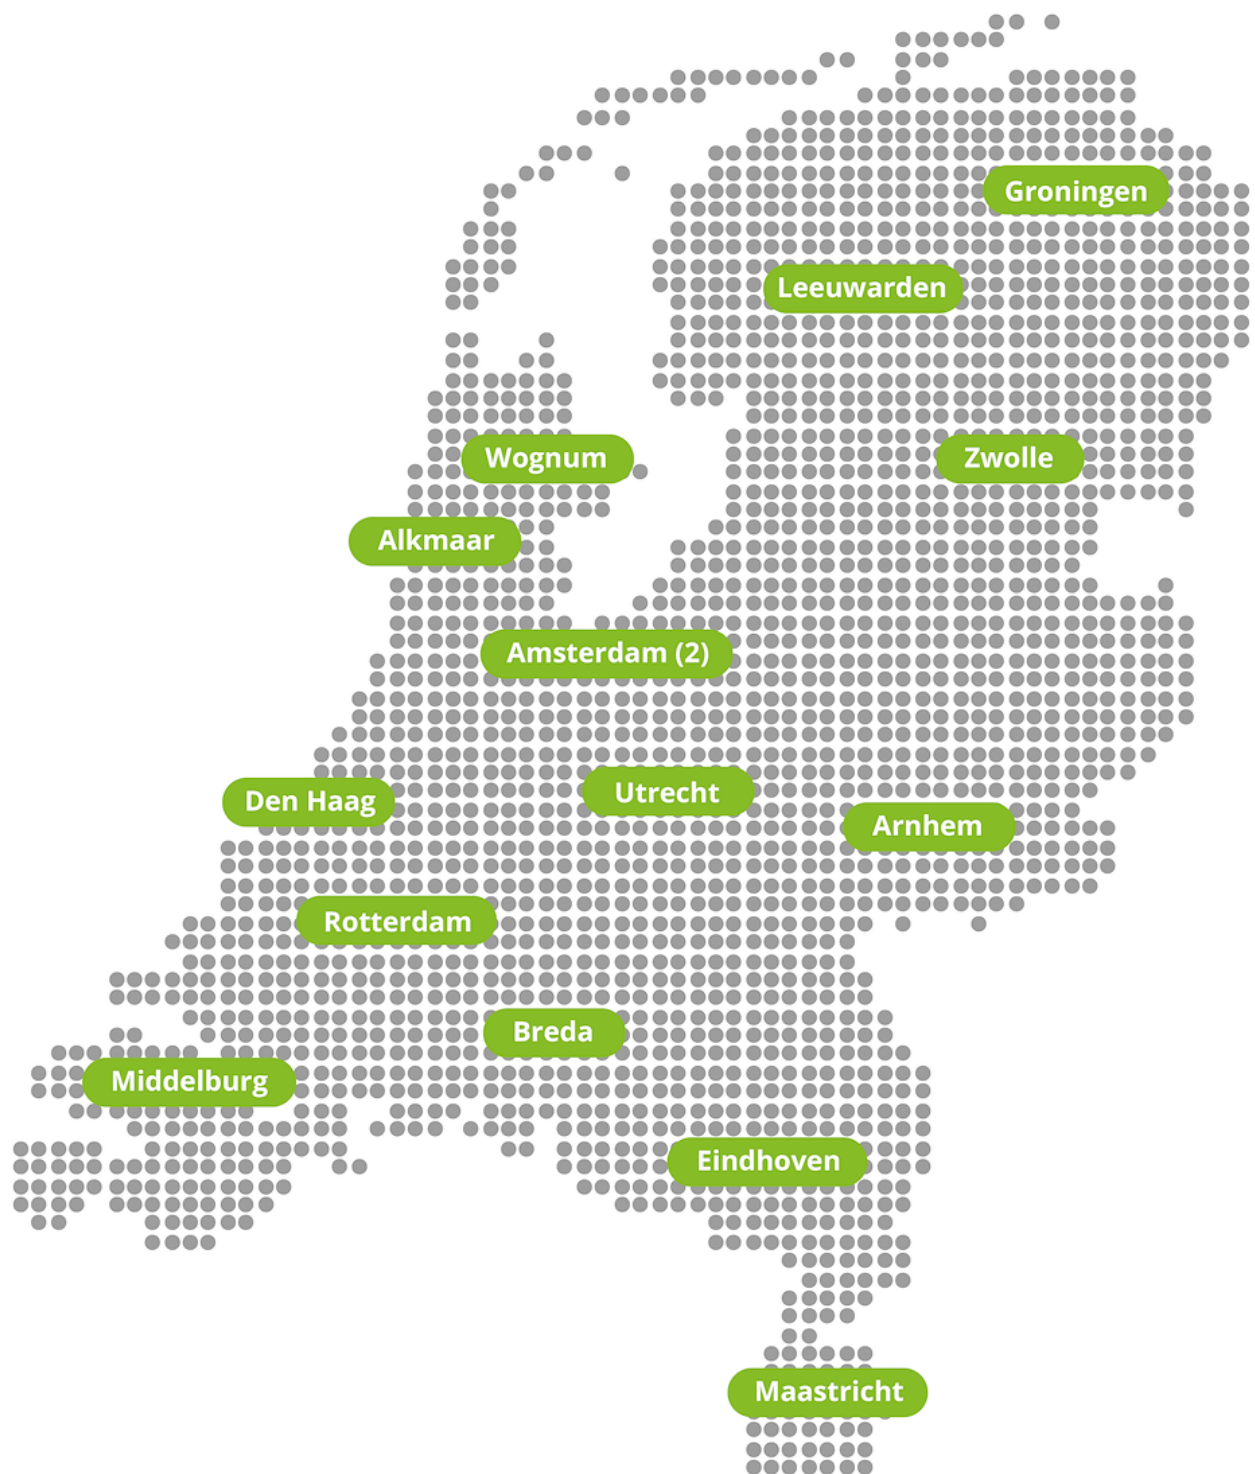 Groningen
Leeuwarden
Wognum
Zwolle
Alkmaar
Amsterdam (2)
Utrecht
Den Haag
Arnhem
Rotterdam
Breda
Middelburg
Eindhoven
Maastricht